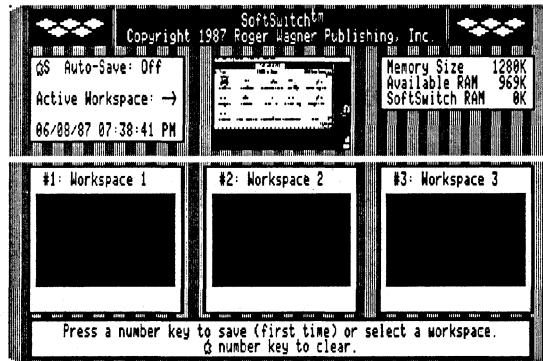 SoftSwitch™
Copyright 1987 Roger Wagner Publishing, Inc.
S Auto-Save: Off
Active Workspace: →
06/08/87 07:38:41 PM
Memory Size 1280K
Available RAM 969K
SoftSwitch RAM 0K
#1: Workspace 1
#2: Workspace 2
#3: Workspace 3
Press a number key to save (first time) or select a workspace.
number key to clear.